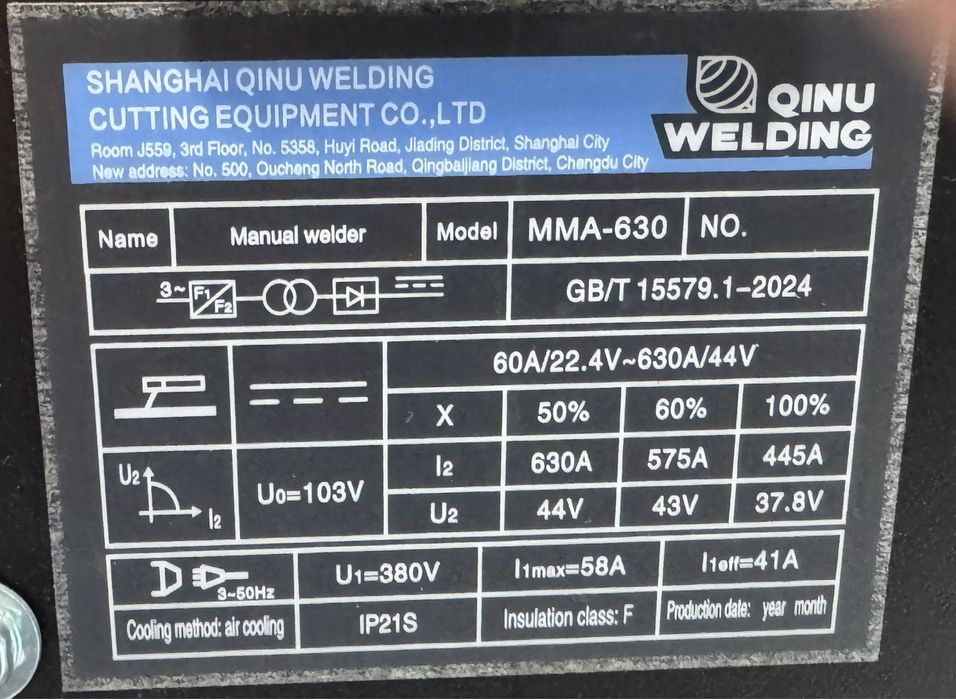 SHANGHAI QINU WELDING
CUTTING EQUIPMENT CO.,LTD
Room J559, 3rd Floor, No. 5358, Huyi Road, Jiading District, Shanghai City
New address: No. 500, Oucheng North Road, Qingbaijiang District, Chengdu City
QINU
WELDING
Name Manual welder Model MMA-630 NO.
3~ F1/F2 GB/T 15579.1-2024
60A/22.4V~630A/44V
X 50% 60% 100%
I2 630A 575A 445A
U2 I2 U0=103V
U2 44V 43V 37.8V
3~50Hz U1=380V I1max=58A I1eff=41A
Cooling method: air cooling IP21S Insulation class: F Production date: year month